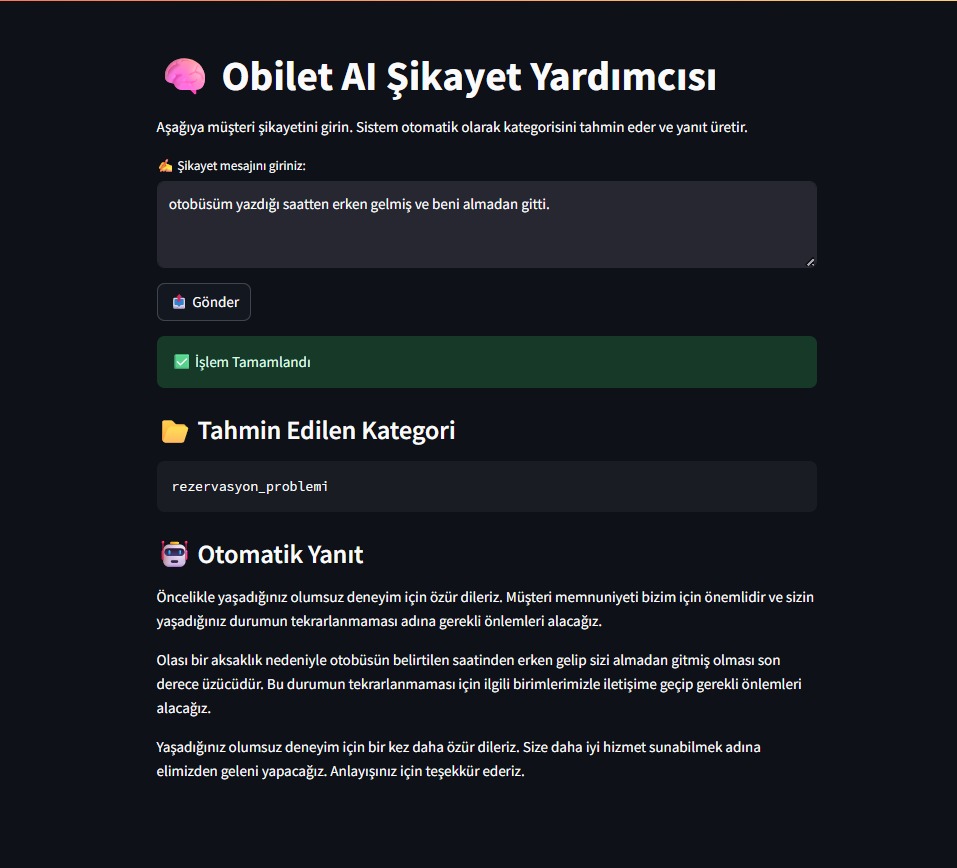 Obilet AI Şikayet Yardımcısı
Aşağıya müşteri şikayetini girin. Sistem otomatik olarak kategorisini tahmin eder ve yanıt üretir.
Şikayet mesajını giriniz:
otobüsüm yazdığı saatten erken gelmiş ve beni almadan gitti.
Gönder
İşlem Tamamlandı
Tahmin Edilen Kategori
rezervasyon_problemi
Otomatik Yanıt
Öncelikle yaşadığınız olumsuz deneyim için özür dileriz. Müşteri memnuniyeti bizim için önemlidir ve sizin
yaşadığınız durumun tekrarlanmaması adına gerekli önlemleri alacağız.
Olası bir aksaklık nedeniyle otobüsün belirtilen saatinden erken gelip sizi almadan gitmiş olması son
derece üzücüdür. Bu durumun tekrarlanmaması için ilgili birimlerimizle iletişime geçip gerekli önlemleri
alacağız.
Yaşadığınız olumsuz deneyim için bir kez daha özür dileriz. Size daha iyi hizmet sunabilmek adına
elimizden geleni yapacağız. Anlayışınız için teşekkür ederiz.